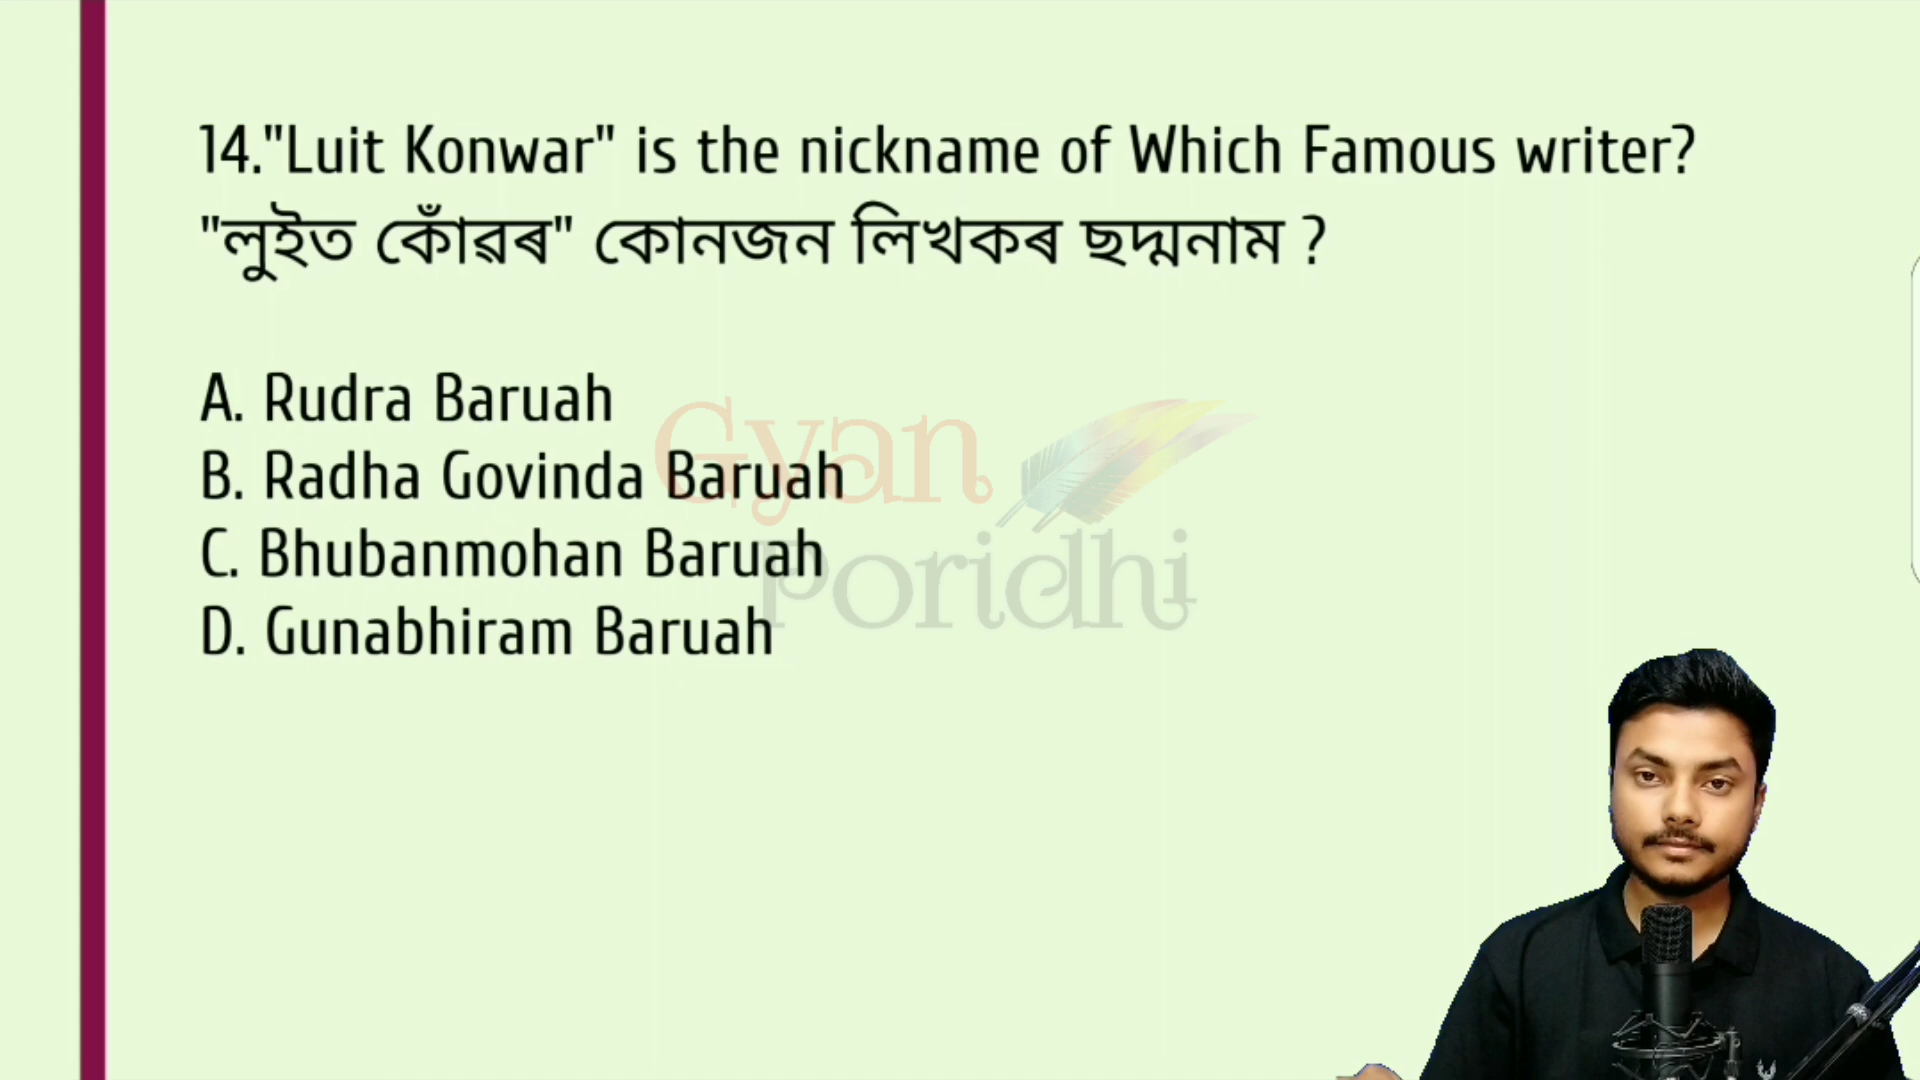 14."Luit Konwar" is the nickname of Which Famous writer?
"লুইত কোঁৱৰ" কোনজন লিখকৰ ছদ্মনাম ?
A. Rudra Baruah
B. Radha Govinda Baruah
C. Bhubanmohan Baruah
D. Gunabhiram Baruah
Gyan
Poridhi